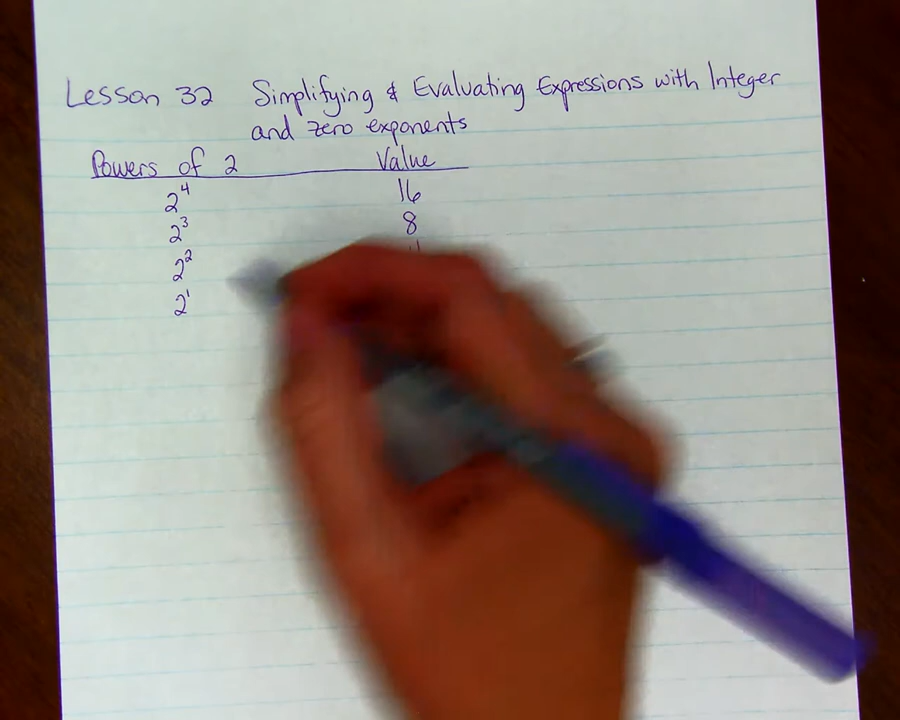 Lesson 32 Simplifying & Evaluating Expressions with Integer
and zero exponents
Powers of 2 Value
2⁴ 16
2³ 8
2²
2¹